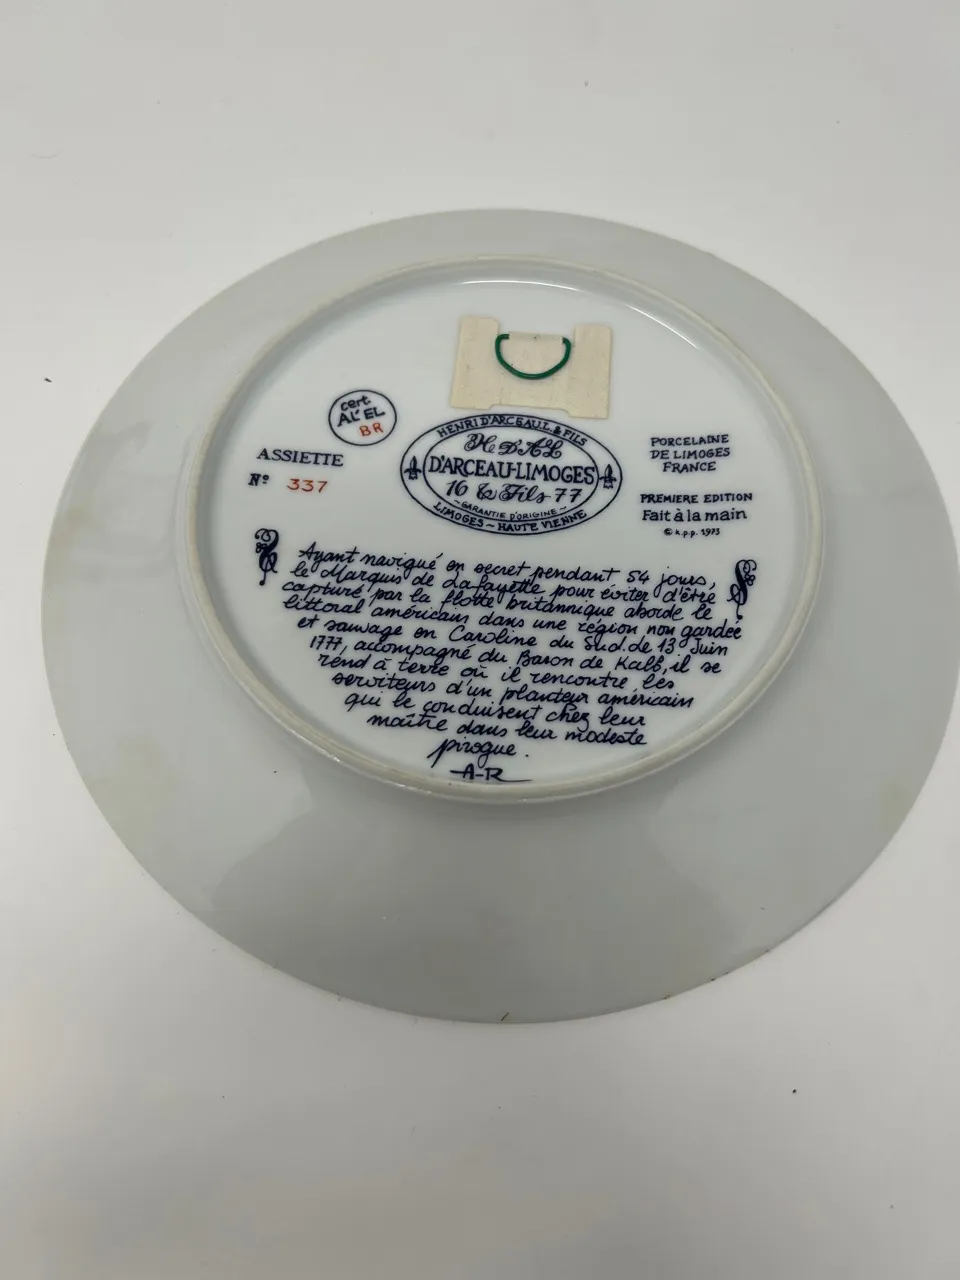 cert.
AL'EL
BR
ASSIETTE
Nº 337
HENRI D'ARCEAU L. & FILS
H. D'A L
D'ARCEAU-LIMOGES
16 & Fils 77
~GARANTIE D'ORIGINE~
LIMOGES ~ HAUTE VIENNE
PORCELAINE
DE LIMOGES
FRANCE
PREMIERE EDITION
Fait à la main
© k.p.p. 1973
Ayant navigué en secret pendant 54 jours,
le Marquis de Lafayette pour éviter d'être
capturé par la flotte britannique aborde le
littoral américain dans une région non gardée
et sauvage en Caroline du Sud. de 13 Juin
1777, accompagné du Baron de Kalb, il se
rend à terre où il rencontre les
serviteurs d'un planteur américain
qui le conduisent chez leur
maître dans leur modeste
pirogue.
A-R